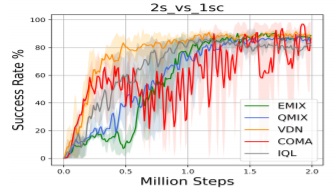 2s_vs_1sc
Success Rate %
100
80
60
40
20
0
EMIX
QMIX
VDN
COMA
IQL
0.0 0.5 1.0 1.5 2.0
Million Steps